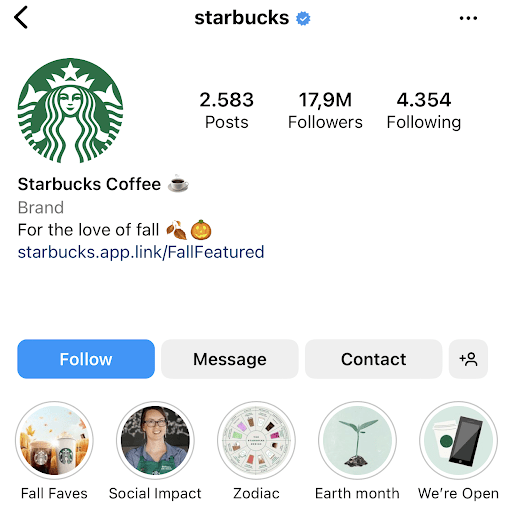 starbucks
2.583 17,9M 4.354
Posts Followers Following
Starbucks Coffee ☕
Brand
For the love of fall 🍂🎃
starbucks.app.link/FallFeatured
Follow Message Contact
Fall Faves Social Impact Zodiac Earth month We're Open